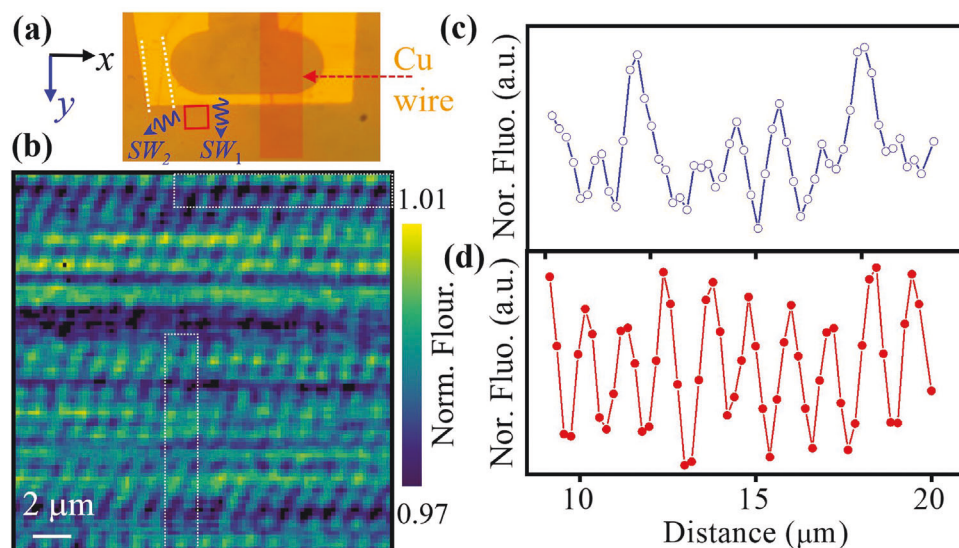 (a)
x
y
Cu
wire
SW2
SW1
(b)
1.01
Norm. Flour.
0.97
2 μm
(c)
Nor. Fluo. (a.u.)
(d)
Nor. Fluo. (a.u.)
10 15 20
Distance (μm)